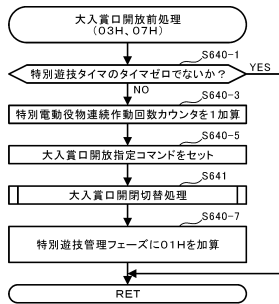 大入賞口開放前処理
(03H、07H)
S640-1
特別遊技タイマのタイマゼロでないか?
YES
NO
S640-3
特別電動役物連続作動回数カウンタを1加算
S640-5
大入賞口開放指定コマンドをセット
S641
大入賞口開閉切替処理
S640-7
特別遊技管理フェーズに01Hを加算
RET